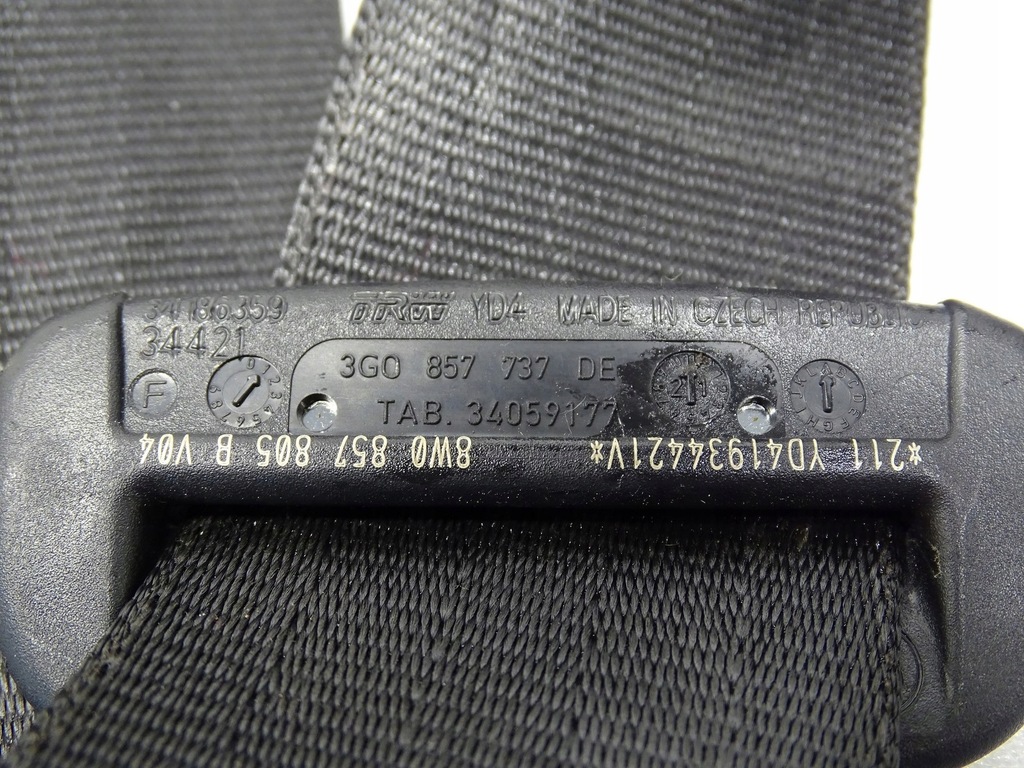 34186359 TRW YD4 MADE IN CZECH REPUBLIC
34421
F
3G0 857 737 DE
TAB. 34059177
21
*211 YD41934421V* 8W0 857 805 B V04